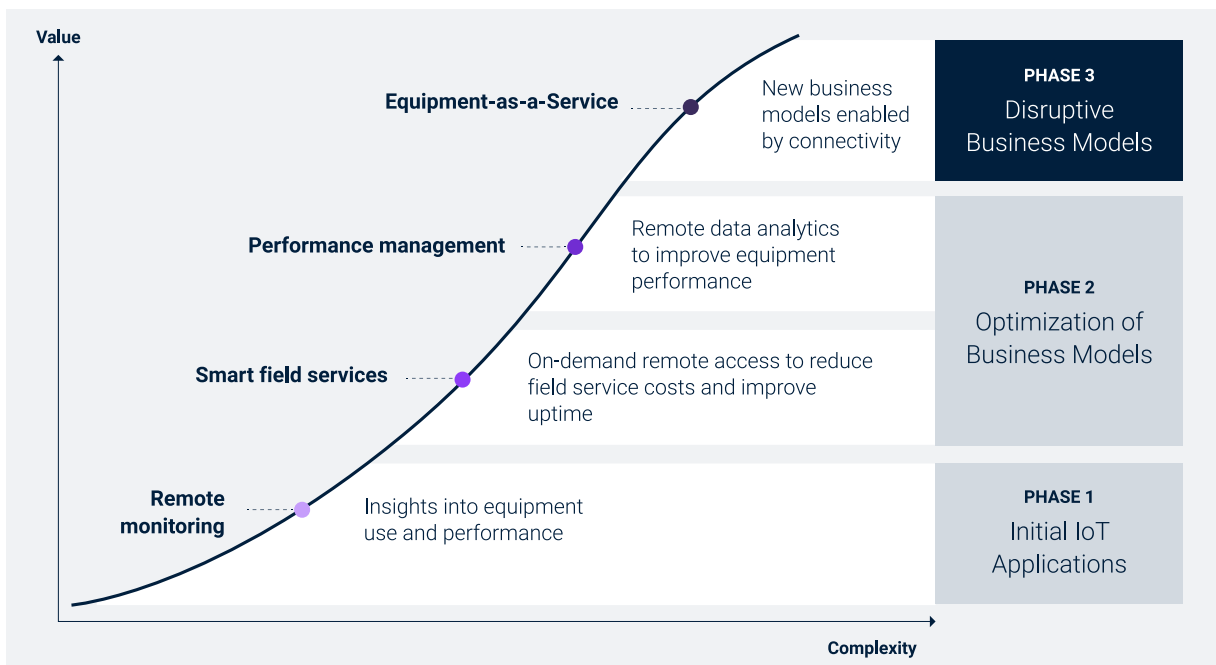 Value
Equipment-as-a-Service
New business
models enabled
by connectivity
PHASE 3
Disruptive
Business Models
Performance management
Remote data analytics
to improve equipment
performance
PHASE 2
Optimization of
Business Models
Smart field services
On-demand remote access to reduce
field service costs and improve
uptime
Remote
monitoring
Insights into equipment
use and performance
PHASE 1
Initial IoT
Applications
Complexity